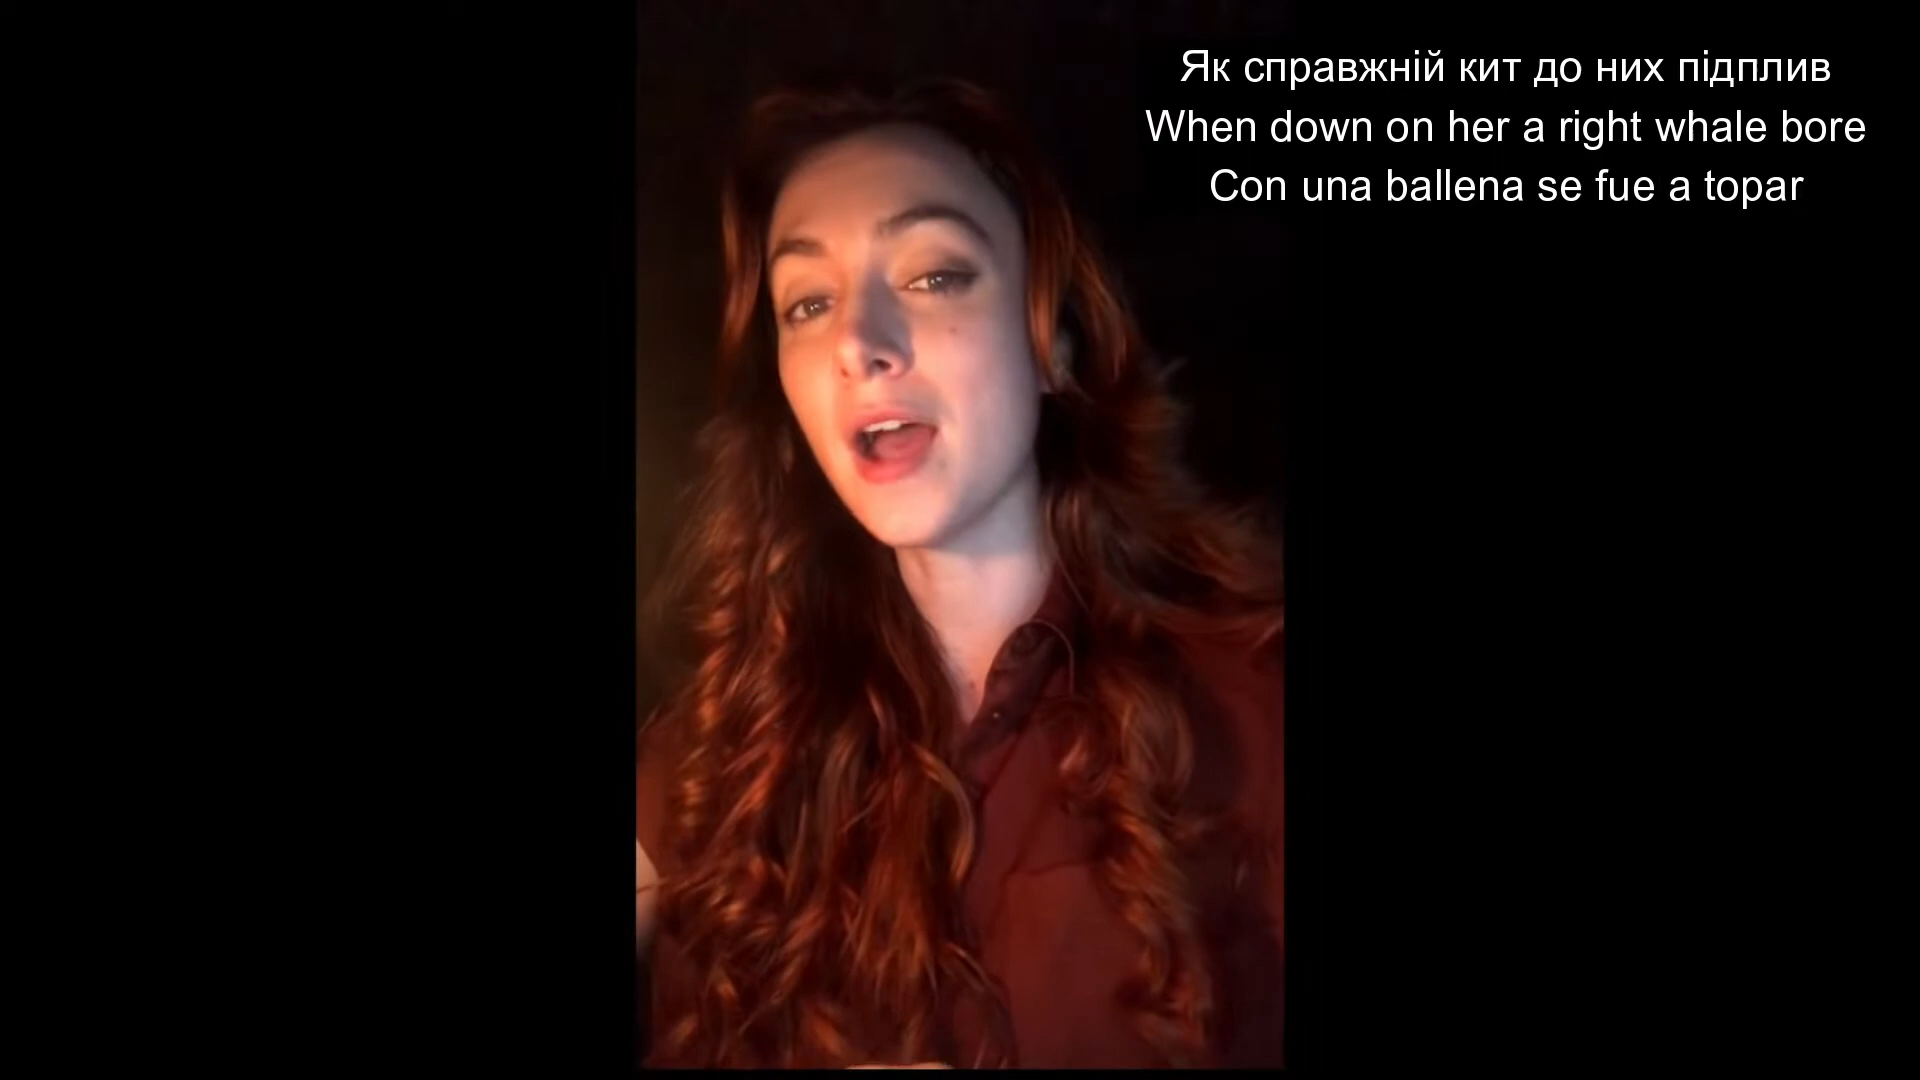 Як справжній кит до них підплив
When down on her a right whale bore
Con una ballena se fue a topar